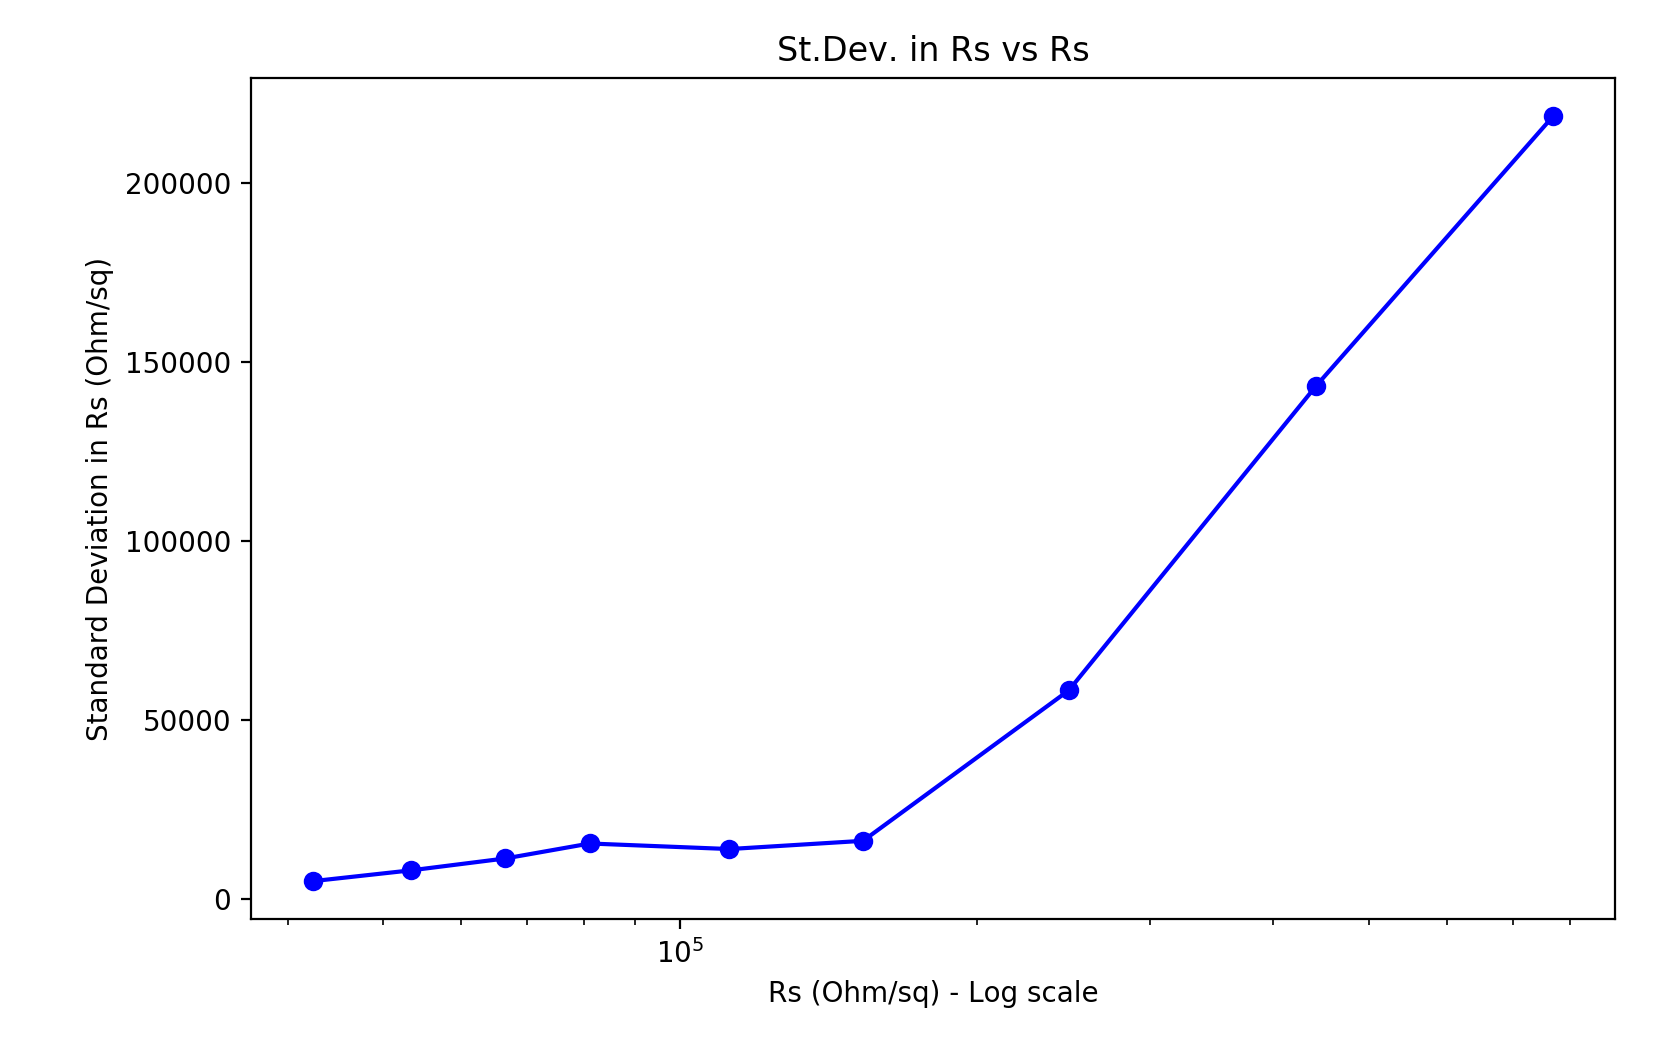 St.Dev. in Rs vs Rs
Standard Deviation in Rs (Ohm/sq)
200000
150000
100000
50000
0
10⁵
Rs (Ohm/sq) - Log scale